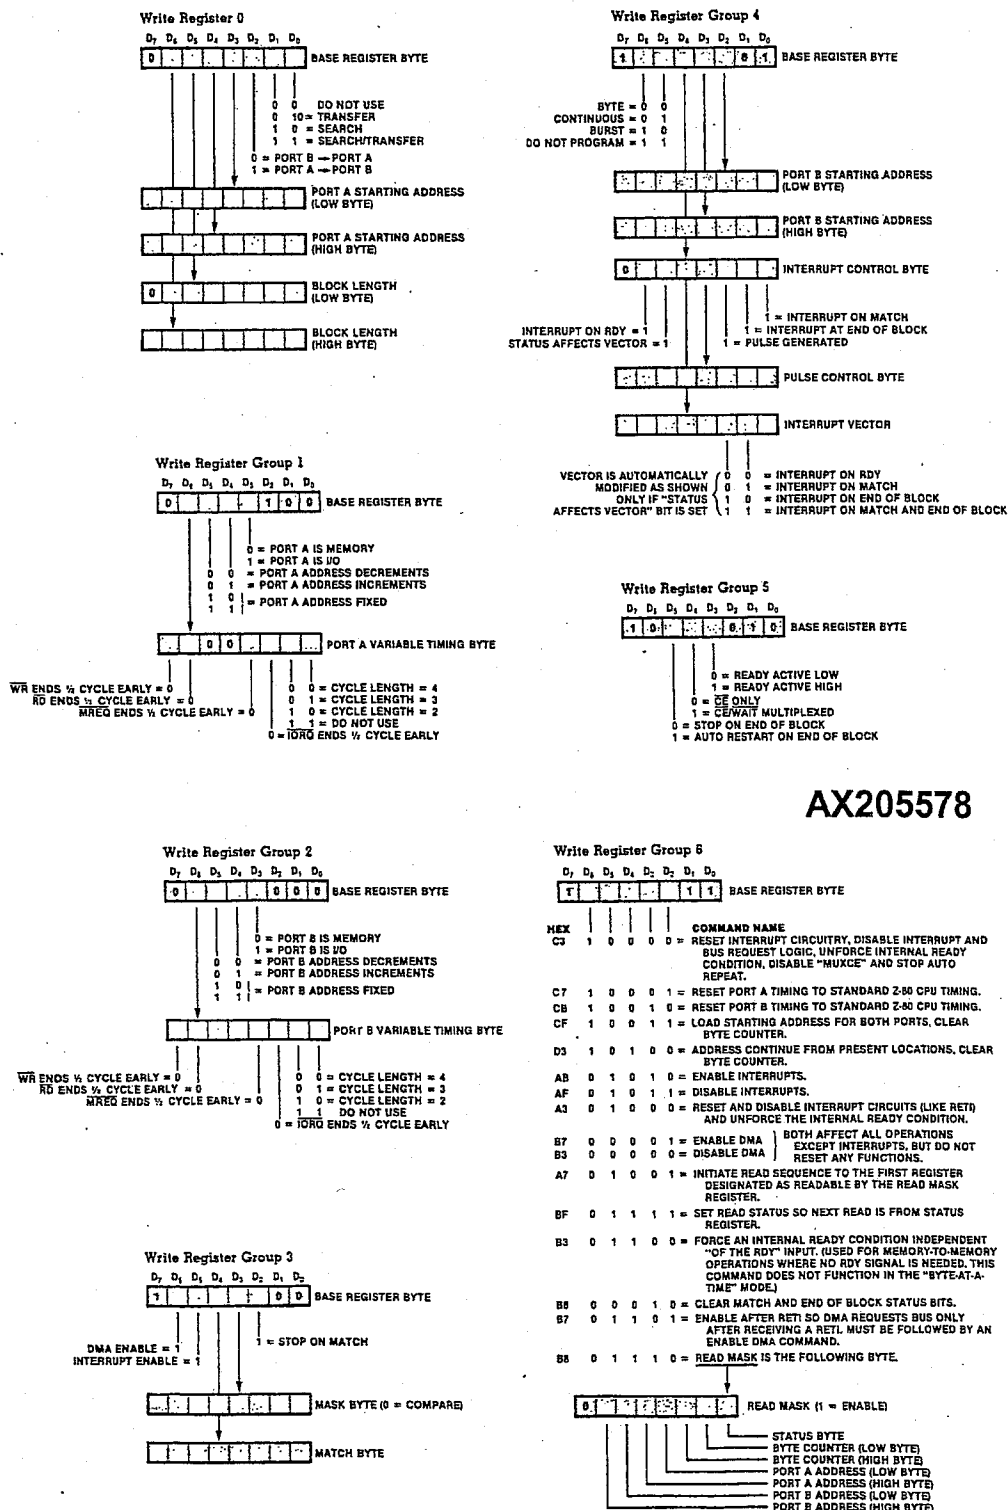 Write Register 0
D7 D6 D5 D4 D3 D2 D1 D0
0 BASE REGISTER BYTE
0 0 DO NOT USE
0 10= TRANSFER
1 0 = SEARCH
1 1 = SEARCH/TRANSFER
0 = PORT B → PORT A
1 = PORT A → PORT B
PORT A STARTING ADDRESS
(LOW BYTE)
PORT A STARTING ADDRESS
(HIGH BYTE)
0 BLOCK LENGTH
(LOW BYTE)
BLOCK LENGTH
(HIGH BYTE)
Write Register Group 1
D7 D6 D5 D4 D3 D2 D1 D0
0 1 0 0 BASE REGISTER BYTE
0 = PORT A IS MEMORY
1 = PORT A IS I/O
0 0 = PORT A ADDRESS DECREMENTS
0 1 = PORT A ADDRESS INCREMENTS
1 0
1 1 = PORT A ADDRESS FIXED
0 0 PORT A VARIABLE TIMING BYTE
WR ENDS ½ CYCLE EARLY = 0
RD ENDS ½ CYCLE EARLY = 0
MREQ ENDS ½ CYCLE EARLY = 0
0 0 = CYCLE LENGTH = 4
0 1 = CYCLE LENGTH = 3
1 0 = CYCLE LENGTH = 2
1 1 = DO NOT USE
0 = IORQ ENDS ½ CYCLE EARLY
Write Register Group 2
D7 D6 D5 D4 D3 D2 D1 D0
0 0 0 0 BASE REGISTER BYTE
0 = PORT B IS MEMORY
1 = PORT B IS I/O
0 0 = PORT B ADDRESS DECREMENTS
0 1 = PORT B ADDRESS INCREMENTS
1 0
1 1 = PORT B ADDRESS FIXED
PORT B VARIABLE TIMING BYTE
WR ENDS ½ CYCLE EARLY = 0
RD ENDS ½ CYCLE EARLY = 0
MREQ ENDS ½ CYCLE EARLY = 0
0 0 = CYCLE LENGTH = 4
0 1 = CYCLE LENGTH = 3
1 0 = CYCLE LENGTH = 2
1 1 DO NOT USE
0 = IORQ ENDS ½ CYCLE EARLY
Write Register Group 3
D7 D6 D5 D4 D3 D2 D1 D0
1 0 0 BASE REGISTER BYTE
1 = STOP ON MATCH
DMA ENABLE = 1
INTERRUPT ENABLE = 1
MASK BYTE (0 = COMPARE)
MATCH BYTE
Write Register Group 4
D7 D6 D5 D4 D3 D2 D1 D0
1 0 1 BASE REGISTER BYTE
BYTE = 0 0
CONTINUOUS = 0 1
BURST = 1 0
DO NOT PROGRAM = 1 1
PORT B STARTING ADDRESS
(LOW BYTE)
PORT B STARTING ADDRESS
(HIGH BYTE)
0 INTERRUPT CONTROL BYTE
1 = INTERRUPT ON MATCH
INTERRUPT ON RDY = 1 1 = INTERRUPT AT END OF BLOCK
STATUS AFFECTS VECTOR = 1 1 = PULSE GENERATED
PULSE CONTROL BYTE
INTERRUPT VECTOR
VECTOR IS AUTOMATICALLY 0 0 = INTERRUPT ON RDY
MODIFIED AS SHOWN 0 1 = INTERRUPT ON MATCH
ONLY IF "STATUS 1 0 = INTERRUPT ON END OF BLOCK
AFFECTS VECTOR" BIT IS SET 1 1 = INTERRUPT ON MATCH AND END OF BLOCK
Write Register Group 5
D7 D6 D5 D4 D3 D2 D1 D0
1 0 0 1 0 BASE REGISTER BYTE
0 = READY ACTIVE LOW
1 = READY ACTIVE HIGH
0 = CE ONLY
1 = CE/WAIT MULTIPLEXED
0 = STOP ON END OF BLOCK
1 = AUTO RESTART ON END OF BLOCK
AX205578
Write Register Group 6
D7 D6 D5 D4 D3 D2 D1 D0
1 1 1 BASE REGISTER BYTE
HEX COMMAND NAME
C3 1 0 0 0 0 = RESET INTERRUPT CIRCUITRY, DISABLE INTERRUPT AND
BUS REQUEST LOGIC, UNFORCE INTERNAL READY
CONDITION, DISABLE "MUXCE" AND STOP AUTO
REPEAT.
C7 1 0 0 0 1 = RESET PORT A TIMING TO STANDARD Z-80 CPU TIMING.
CB 1 0 0 1 0 = RESET PORT B TIMING TO STANDARD Z-80 CPU TIMING.
CF 1 0 0 1 1 = LOAD STARTING ADDRESS FOR BOTH PORTS, CLEAR
BYTE COUNTER.
D3 1 0 1 0 0 = ADDRESS CONTINUE FROM PRESENT LOCATIONS, CLEAR
BYTE COUNTER.
AB 0 1 0 1 0 = ENABLE INTERRUPTS.
AF 0 1 0 1 1 = DISABLE INTERRUPTS.
A3 0 1 0 0 0 = RESET AND DISABLE INTERRUPT CIRCUITS (LIKE RETI)
AND UNFORCE THE INTERNAL READY CONDITION.
B7 0 0 0 0 1 = ENABLE DMA BOTH AFFECT ALL OPERATIONS
B3 0 0 0 0 0 = DISABLE DMA EXCEPT INTERRUPTS, BUT DO NOT
RESET ANY FUNCTIONS.
A7 0 1 0 0 1 = INITIATE READ SEQUENCE TO THE FIRST REGISTER
DESIGNATED AS READABLE BY THE READ MASK
REGISTER.
BF 0 1 1 1 1 = SET READ STATUS SO NEXT READ IS FROM STATUS
REGISTER.
B3 0 1 1 0 0 = FORCE AN INTERNAL READY CONDITION INDEPENDENT
"OF THE RDY" INPUT. (USED FOR MEMORY-TO-MEMORY
OPERATIONS WHERE NO RDY SIGNAL IS NEEDED. THIS
COMMAND DOES NOT FUNCTION IN THE "BYTE-AT-A-
TIME" MODE.)
0 0 0 1 0 = CLEAR MATCH AND END OF BLOCK STATUS BITS.
B7 0 1 1 0 1 = ENABLE AFTER RETI SO DMA REQUESTS BUS ONLY
AFTER RECEIVING A RETI. MUST BE FOLLOWED BY AN
ENABLE DMA COMMAND.
0 1 1 1 0 = READ MASK IS THE FOLLOWING BYTE.
0 READ MASK (1 = ENABLE)
STATUS BYTE
BYTE COUNTER (LOW BYTE)
BYTE COUNTER (HIGH BYTE)
PORT A ADDRESS (LOW BYTE)
PORT A ADDRESS (HIGH BYTE)
PORT B ADDRESS (LOW BYTE)
PORT B ADDRESS (HIGH BYTE)